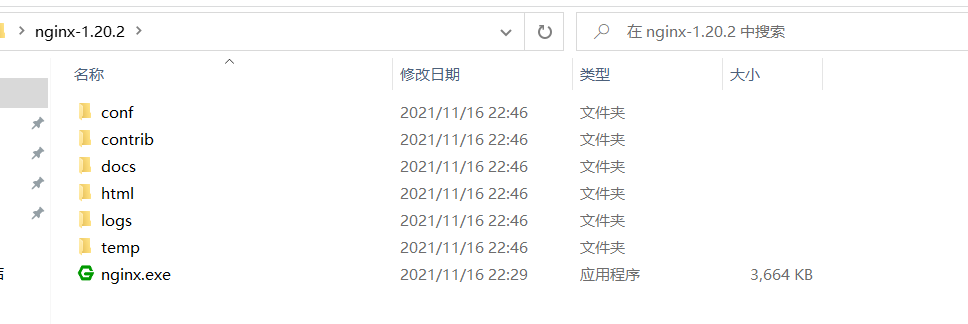 nginx-1.20.2
在 nginx-1.20.2 中搜索
名称 修改日期 类型 大小
conf 2021/11/16 22:46 文件夹
contrib 2021/11/16 22:46 文件夹
docs 2021/11/16 22:46 文件夹
html 2021/11/16 22:46 文件夹
logs 2021/11/16 22:46 文件夹
temp 2021/11/16 22:46 文件夹
nginx.exe 2021/11/16 22:29 应用程序 3,664 KB